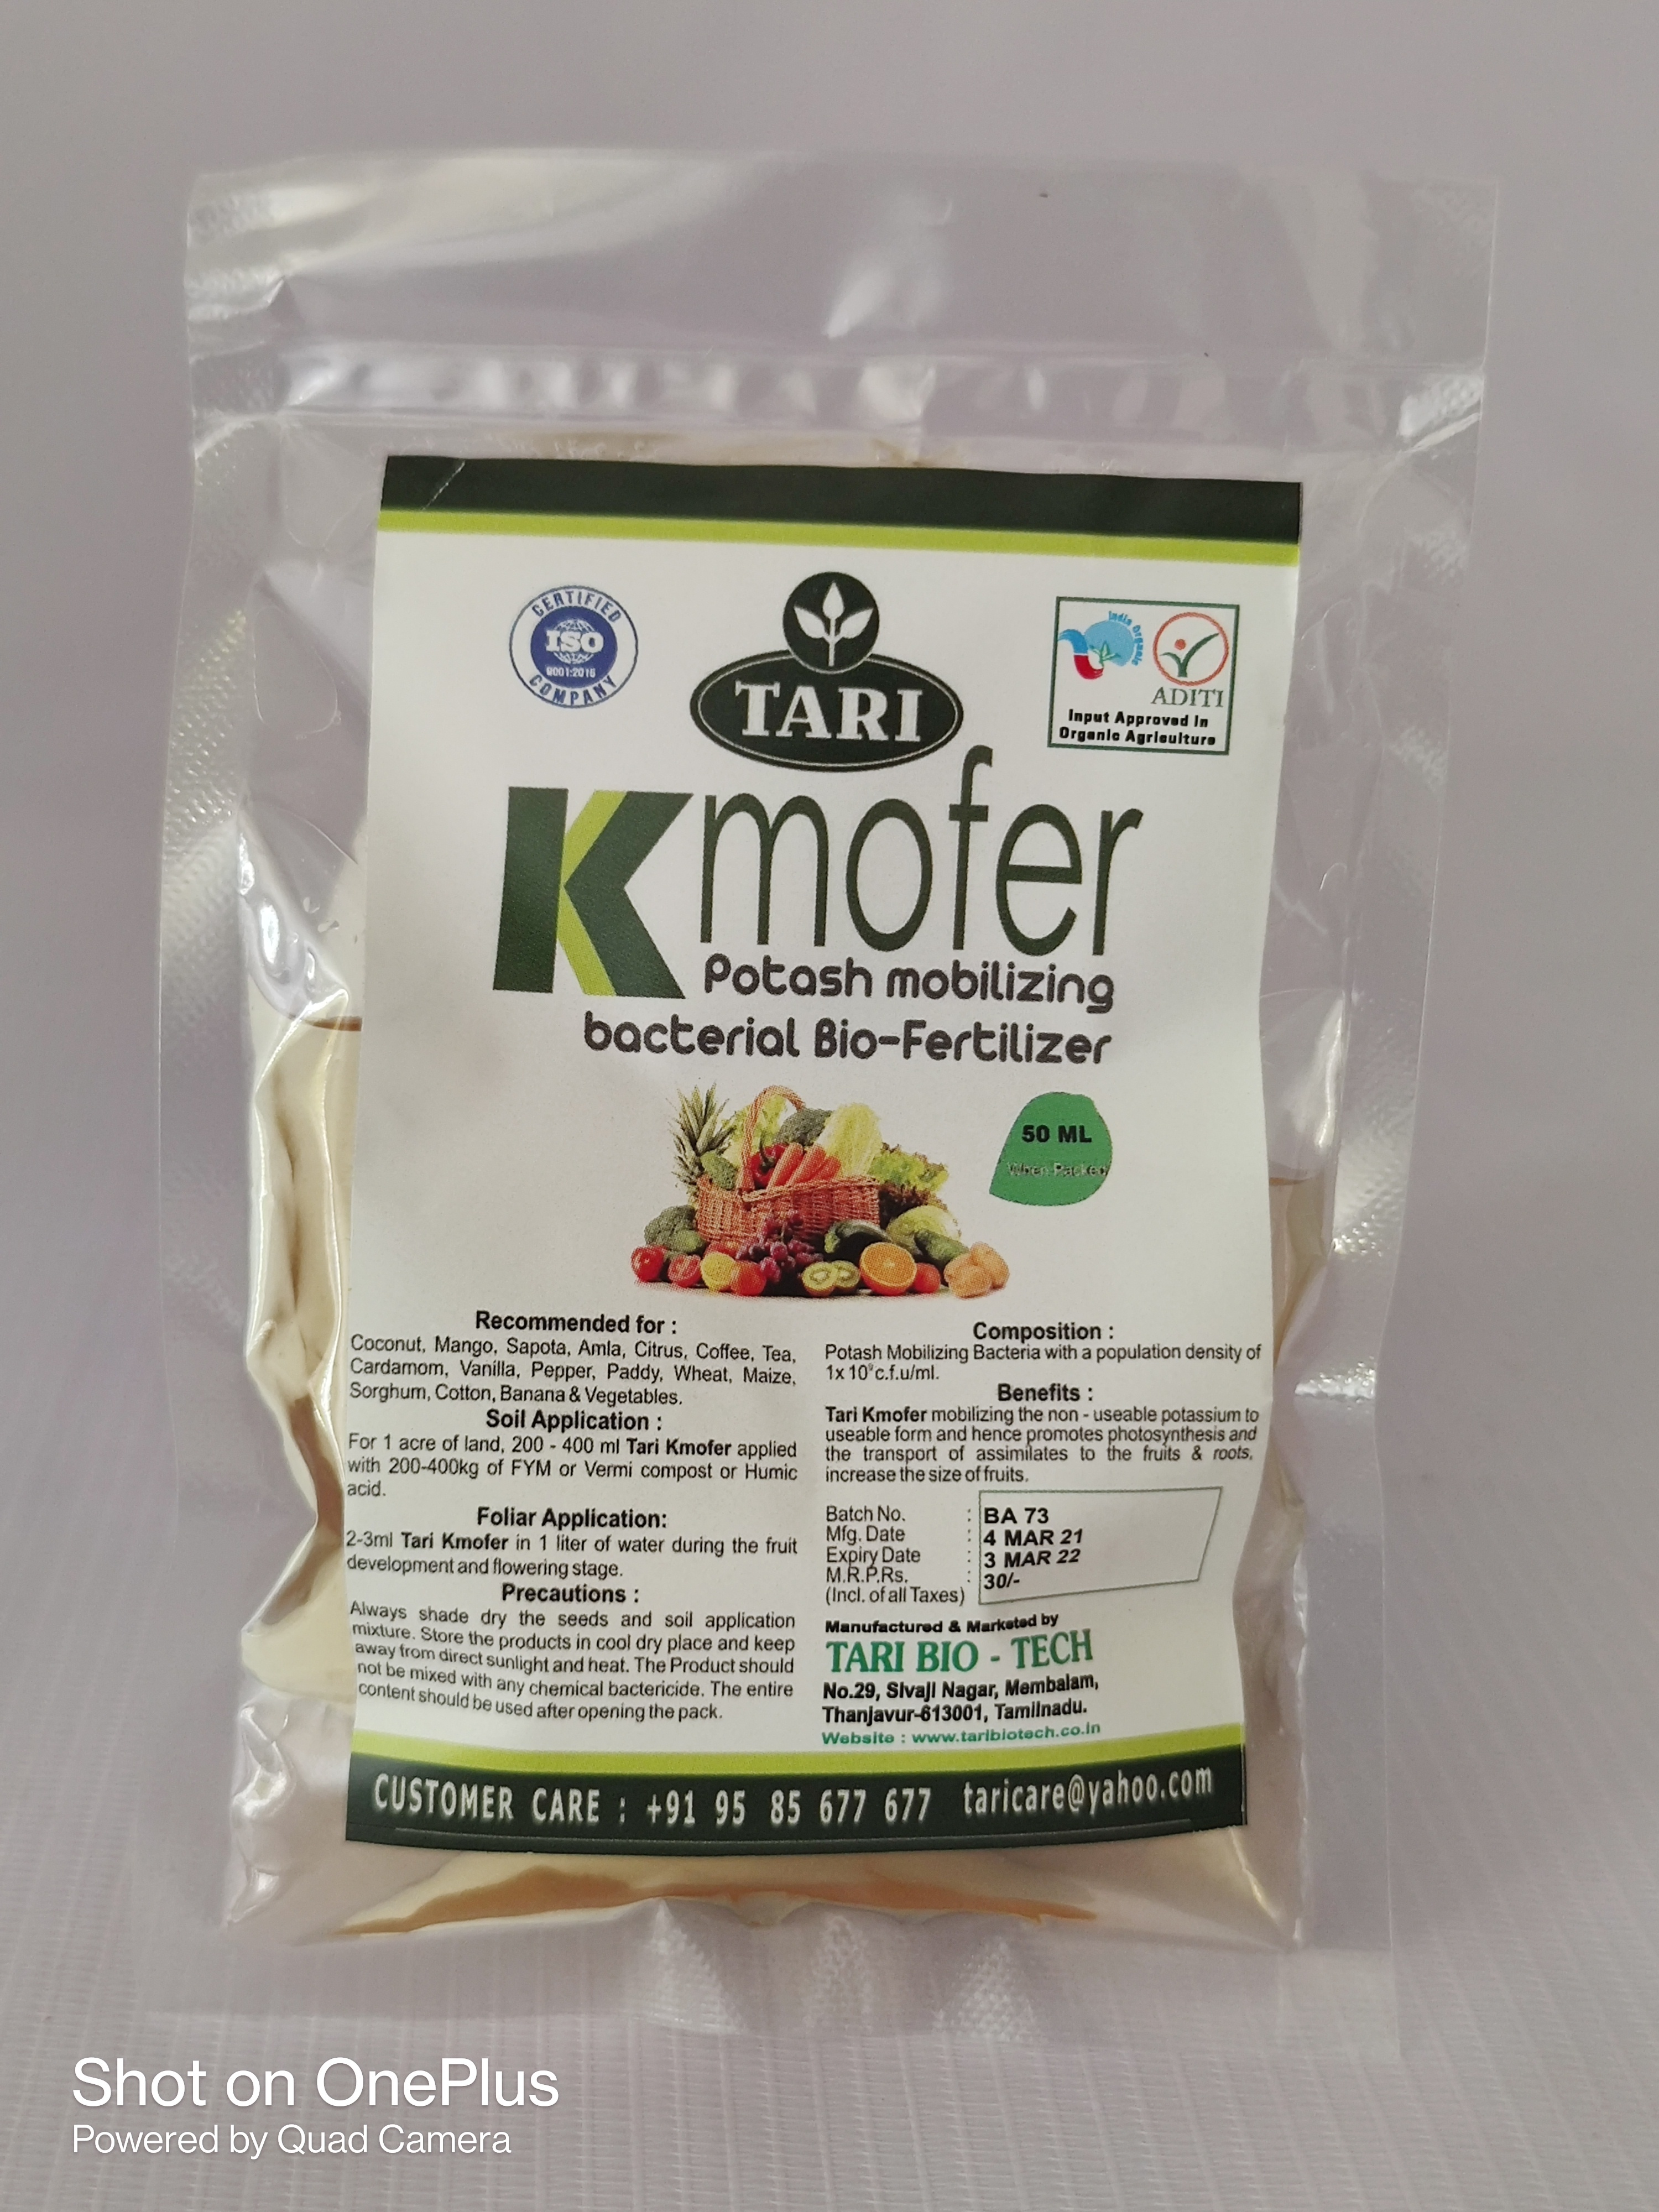 CERTIFIED
ISO
9001:2015
COMPANY
TARI
India Organic
ADITI
Input Approved in
Organic Agriculture
Kmofer
Potash mobilizing
bacterial Bio-Fertilizer
50 ML
When Packed
Recommended for :
Coconut, Mango, Sapota, Amla, Citrus, Coffee, Tea,
Cardamom, Vanilla, Pepper, Paddy, Wheat, Maize,
Sorghum, Cotton, Banana & Vegetables.
Soil Application :
For 1 acre of land, 200 - 400 ml Tari Kmofer applied
with 200-400kg of FYM or Vermi compost or Humic
acid.
Foliar Application:
2-3ml Tari Kmofer in 1 liter of water during the fruit
development and flowering stage.
Precautions :
Always shade dry the seeds and soil application
mixture. Store the products in cool dry place and keep
away from direct sunlight and heat. The Product should
not be mixed with any chemical bactericide. The entire
content should be used after opening the pack.
Composition :
Potash Mobilizing Bacteria with a population density of
1x 10⁹c.f.u/ml.
Benefits :
Tari Kmofer mobilizing the non - useable potassium to
useable form and hence promotes photosynthesis and
the transport of assimilates to the fruits & roots,
increase the size of fruits.
Batch No. : BA 73
Mfg. Date : 4 MAR 21
Expiry Date : 3 MAR 22
M.R.P.Rs. : 30/-
(Incl. of all Taxes)
Manufactured & Marketed by
TARI BIO - TECH
No.29, Sivaji Nagar, Membalam,
Thanjavur-613001, Tamilnadu.
Website : www.taribiotech.co.in
CUSTOMER CARE : +91 95 85 677 677 taricare@yahoo.com
Shot on OnePlus
Powered by Quad Camera